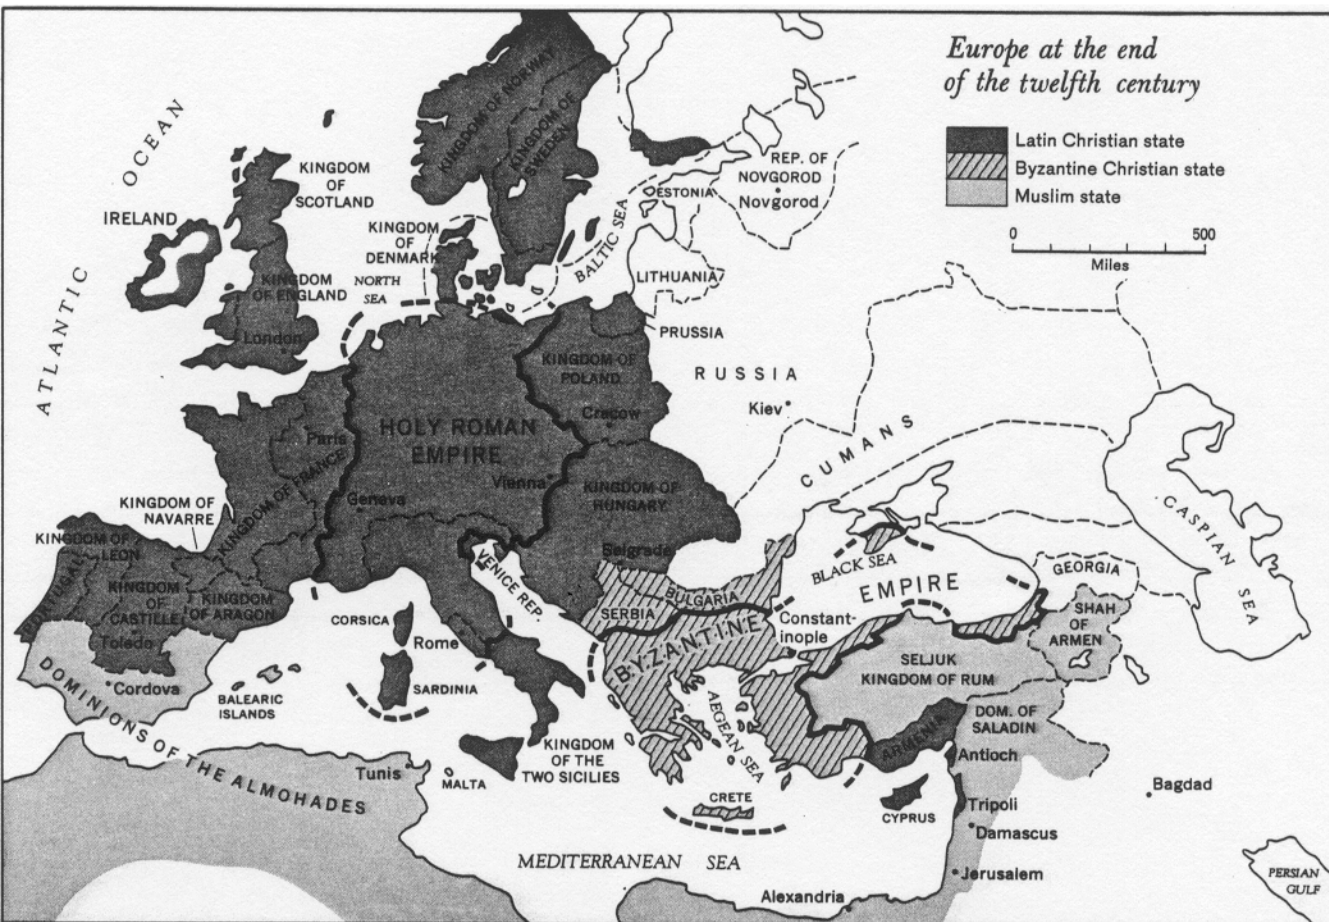 Europe at the end
of the twelfth century
Latin Christian state
Byzantine Christian state
Muslim state
0
500
Miles
ATLANTIC
OCEAN
IRELAND
KINGDOM
OF
SCOTLAND
KINGDOM
OF ENGLAND
London
NORTH
SEA
KINGDOM
OF
DENMARK
KINGDOM OF NORWAY
KINGDOM OF
SWEDEN
BALTIC SEA
ESTONIA
REP. OF
NOVGOROD
Novgorod
LITHUANIA
PRUSSIA
KINGDOM OF
POLAND
Cracow
RUSSIA
Kiev
CUMANS
HOLY ROMAN
EMPIRE
Vienna
Geneva
Paris
KINGDOM OF FRANCE
KINGDOM OF
HUNGARY
Belgrade
KINGDOM OF
NAVARRE
KINGDOM OF
LEON
PORTUGAL
KINGDOM
OF
CASTILLE
KINGDOM
OF ARAGON
Toledo
Cordova
DOMINIONS OF THE ALMOHADES
BALEARIC
ISLANDS
CORSICA
SARDINIA
Rome
VENICE REP.
KINGDOM
OF THE
TWO SICILIES
MALTA
Tunis
SERBIA
BULGARIA
BYZANTINE
EMPIRE
BLACK SEA
Constant-
inople
AEGEAN SEA
CRETE
CYPRUS
GEORGIA
SHAH
OF
ARMEN
SELJUK
KINGDOM OF RUM
DOM. OF
SALADIN
ARMENIA
Antioch
Tripoli
Damascus
Jerusalem
Bagdad
Alexandria
MEDITERRANEAN SEA
CASPIAN SEA
PERSIAN
GULF